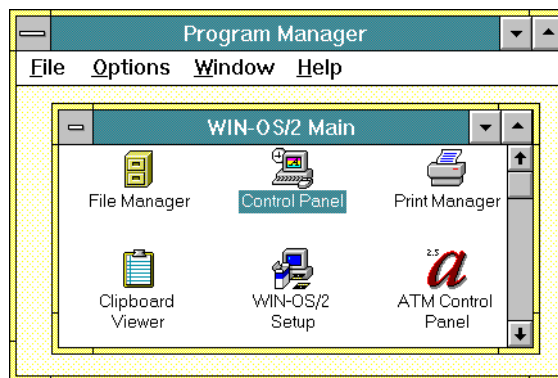 Program Manager
File Options Window Help
WIN-OS/2 Main
File Manager
Control Panel
Print Manager
Clipboard
Viewer
WIN-OS/2
Setup
2.5 a
ATM Control
Panel